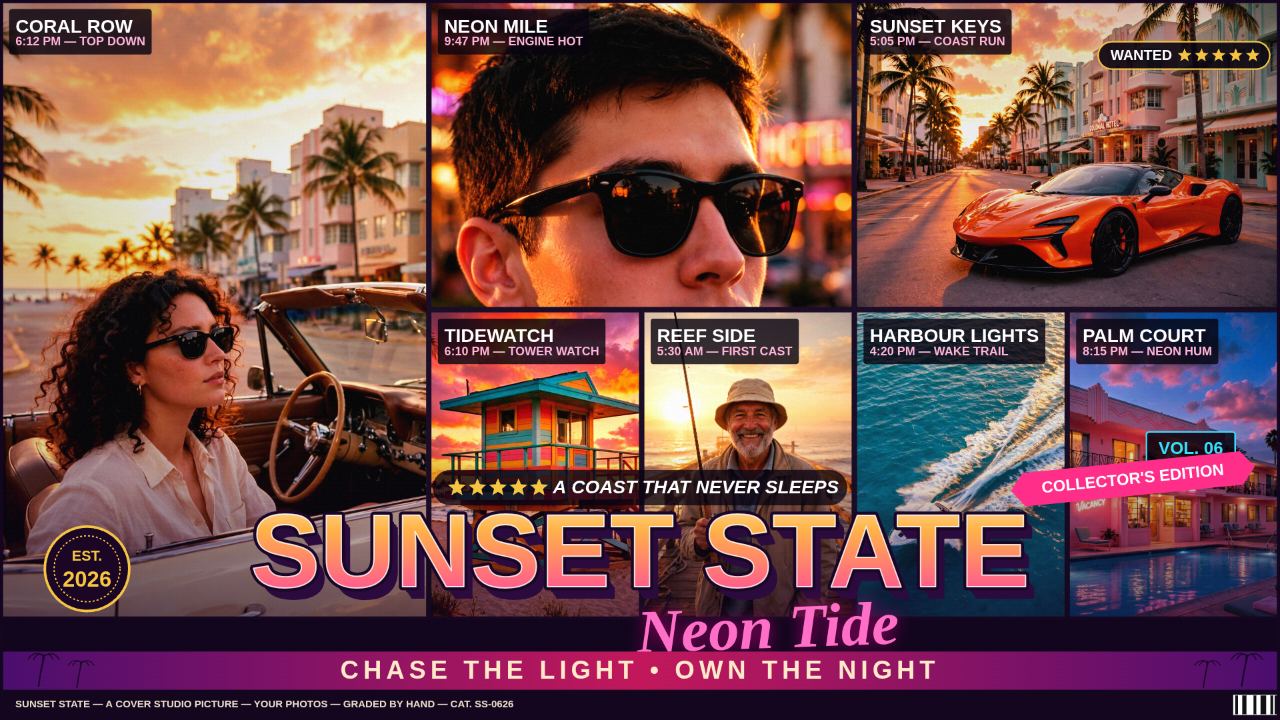 CORAL ROW
6:12 PM — TOP DOWN
NEON MILE
9:47 PM — ENGINE HOT
SUNSET KEYS
5:05 PM — COAST RUN
WANTED ★★★★★
TIDEWATCH
6:10 PM — TOWER WATCH
REEF SIDE
5:30 AM — FIRST CAST
HARBOUR LIGHTS
4:20 PM — WAKE TRAIL
PALM COURT
8:15 PM — NEON HUM
VOL. 06
COLLECTOR'S EDITION
VACANCY
★★★★★ A COAST THAT NEVER SLEEPS
SUNSET STATE
Neon Tide
EST.
2026
CHASE THE LIGHT • OWN THE NIGHT
SUNSET STATE — A COVER STUDIO PICTURE — YOUR PHOTOS — GRADED BY HAND — CAT. SS-0626